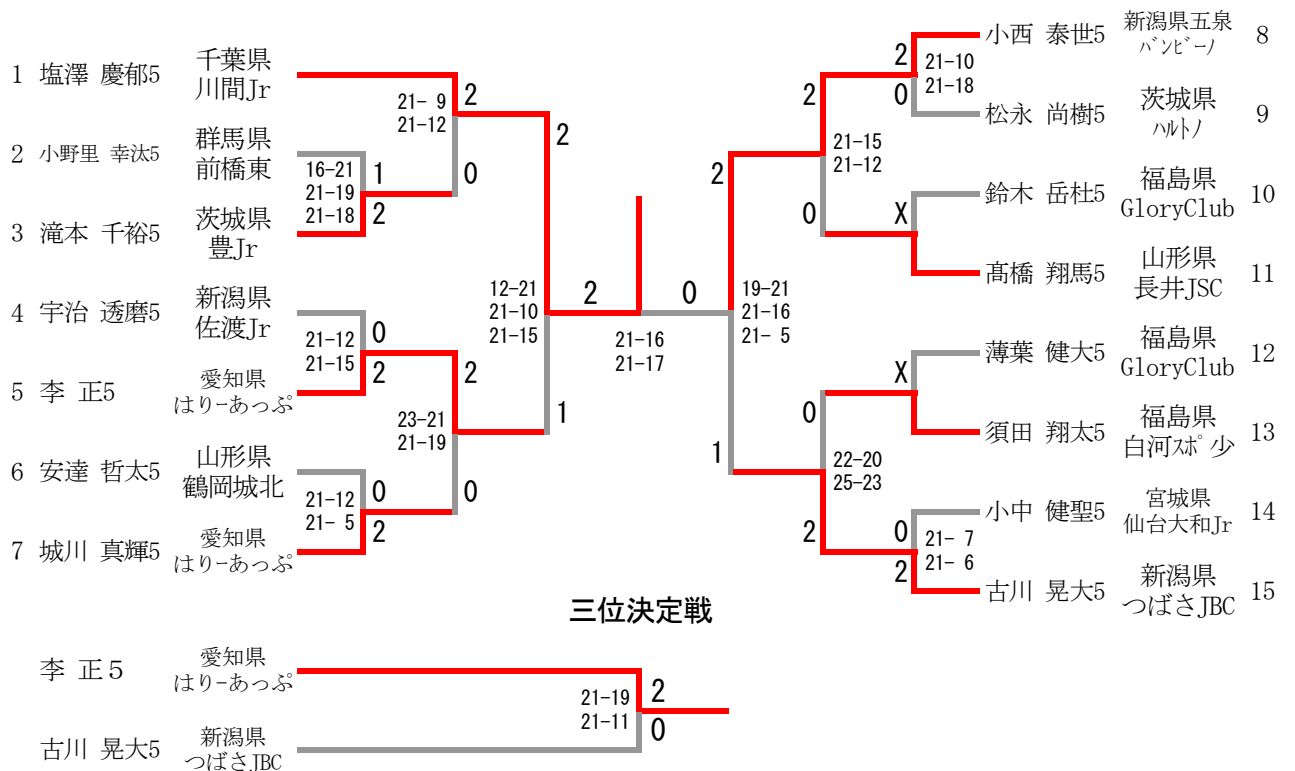 1 塩澤 慶郁5 千葉県
川間Jr
2 小野里 幸汰5 群馬県
前橋東
3 滝本 千裕5 茨城県
豊Jr
4 宇治 透磨5 新潟県
佐渡Jr
5 李 正5 愛知県
はりーあっぷ
6 安達 哲太5 山形県
鶴岡城北
7 城川 真輝5 愛知県
はりーあっぷ
21- 9
21-12
2
0
16-21
21-19
21-18
1
2
21-12
21-15
0
2
23-21
21-19
2
0
21-12
21- 5
0
2
12-21
21-10
21-15
2
1
2
0
21-16
21-17
19-21
21-16
21- 5
2
1
21-15
21-12
2
0
21-10
21-18
2
0
X
X
22-20
25-23
0
2
21- 7
21- 6
0
2
小西 泰世5 新潟県五泉
バンビーノ
8
松永 尚樹5 茨城県
ハルトノ
9
鈴木 岳杜5 福島県
GloryClub
10
髙橋 翔馬5 山形県
長井JSC
11
薄葉 健大5 福島県
GloryClub
12
須田 翔太5 福島県
白河スポ少
13
小中 健聖5 宮城県
仙台大和Jr
14
古川 晃大5 新潟県
つばさJBC
15
三位決定戦
李 正５ 愛知県
はりーあっぷ
21-19
21-11
2
0
古川 晃大5 新潟県
つばさJBC